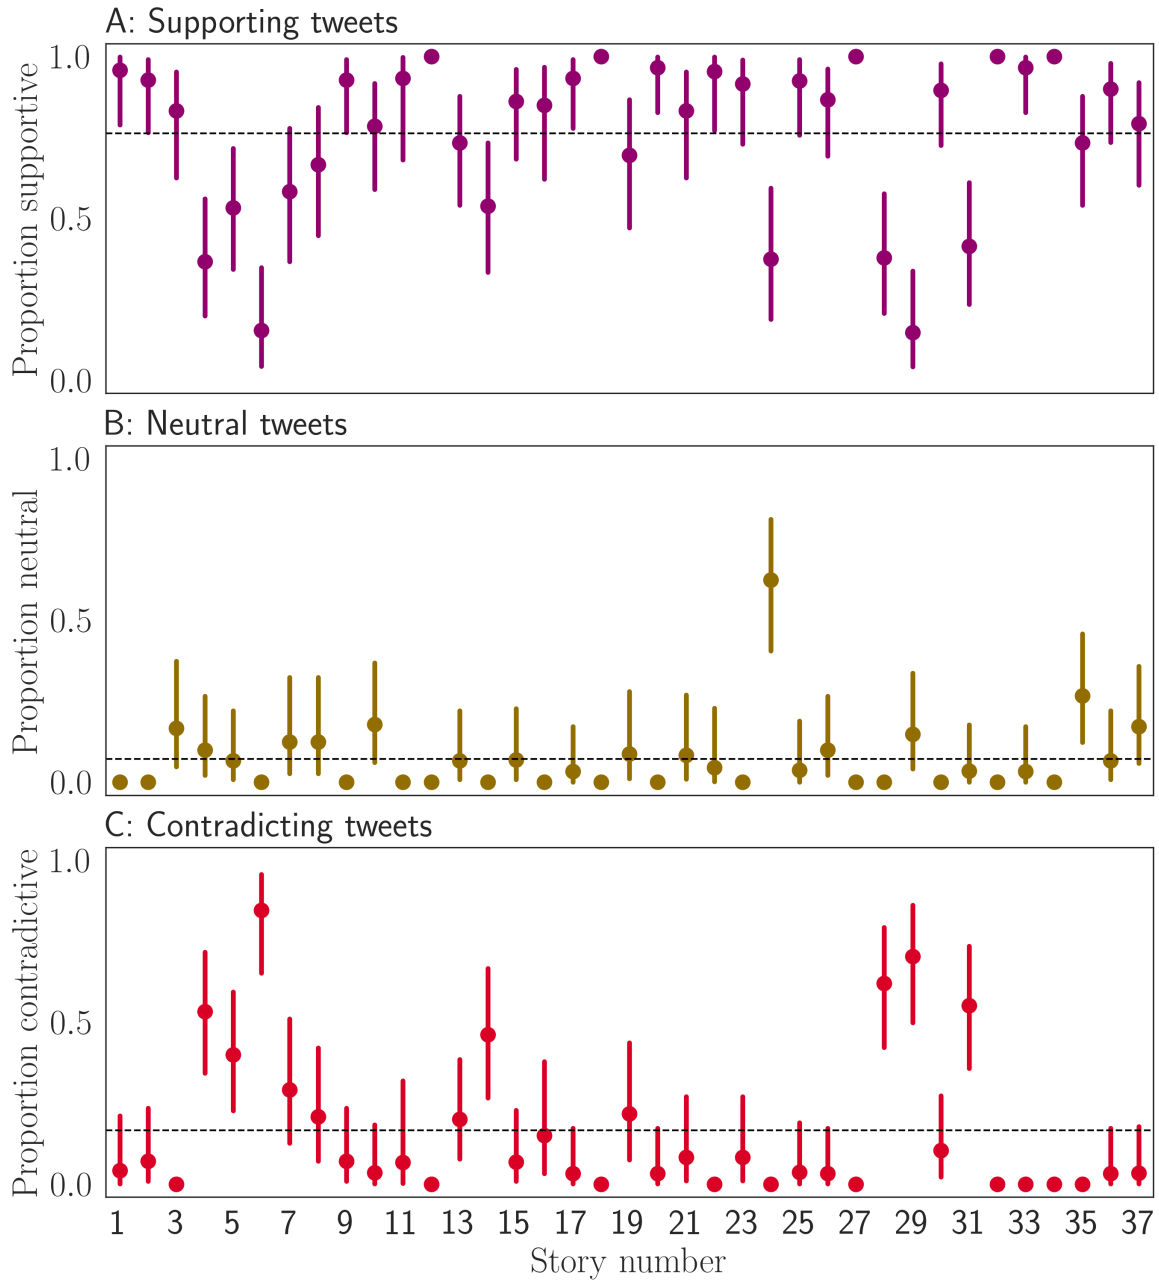 A: Supporting tweets
Proportion supportive
1.0
0.5
0.0
B: Neutral tweets
Proportion neutral
1.0
0.5
0.0
C: Contradicting tweets
Proportion contradictive
1.0
0.5
0.0
1 3 5 7 9 11 13 15 17 19 21 23 25 27 29 31 33 35 37
Story number